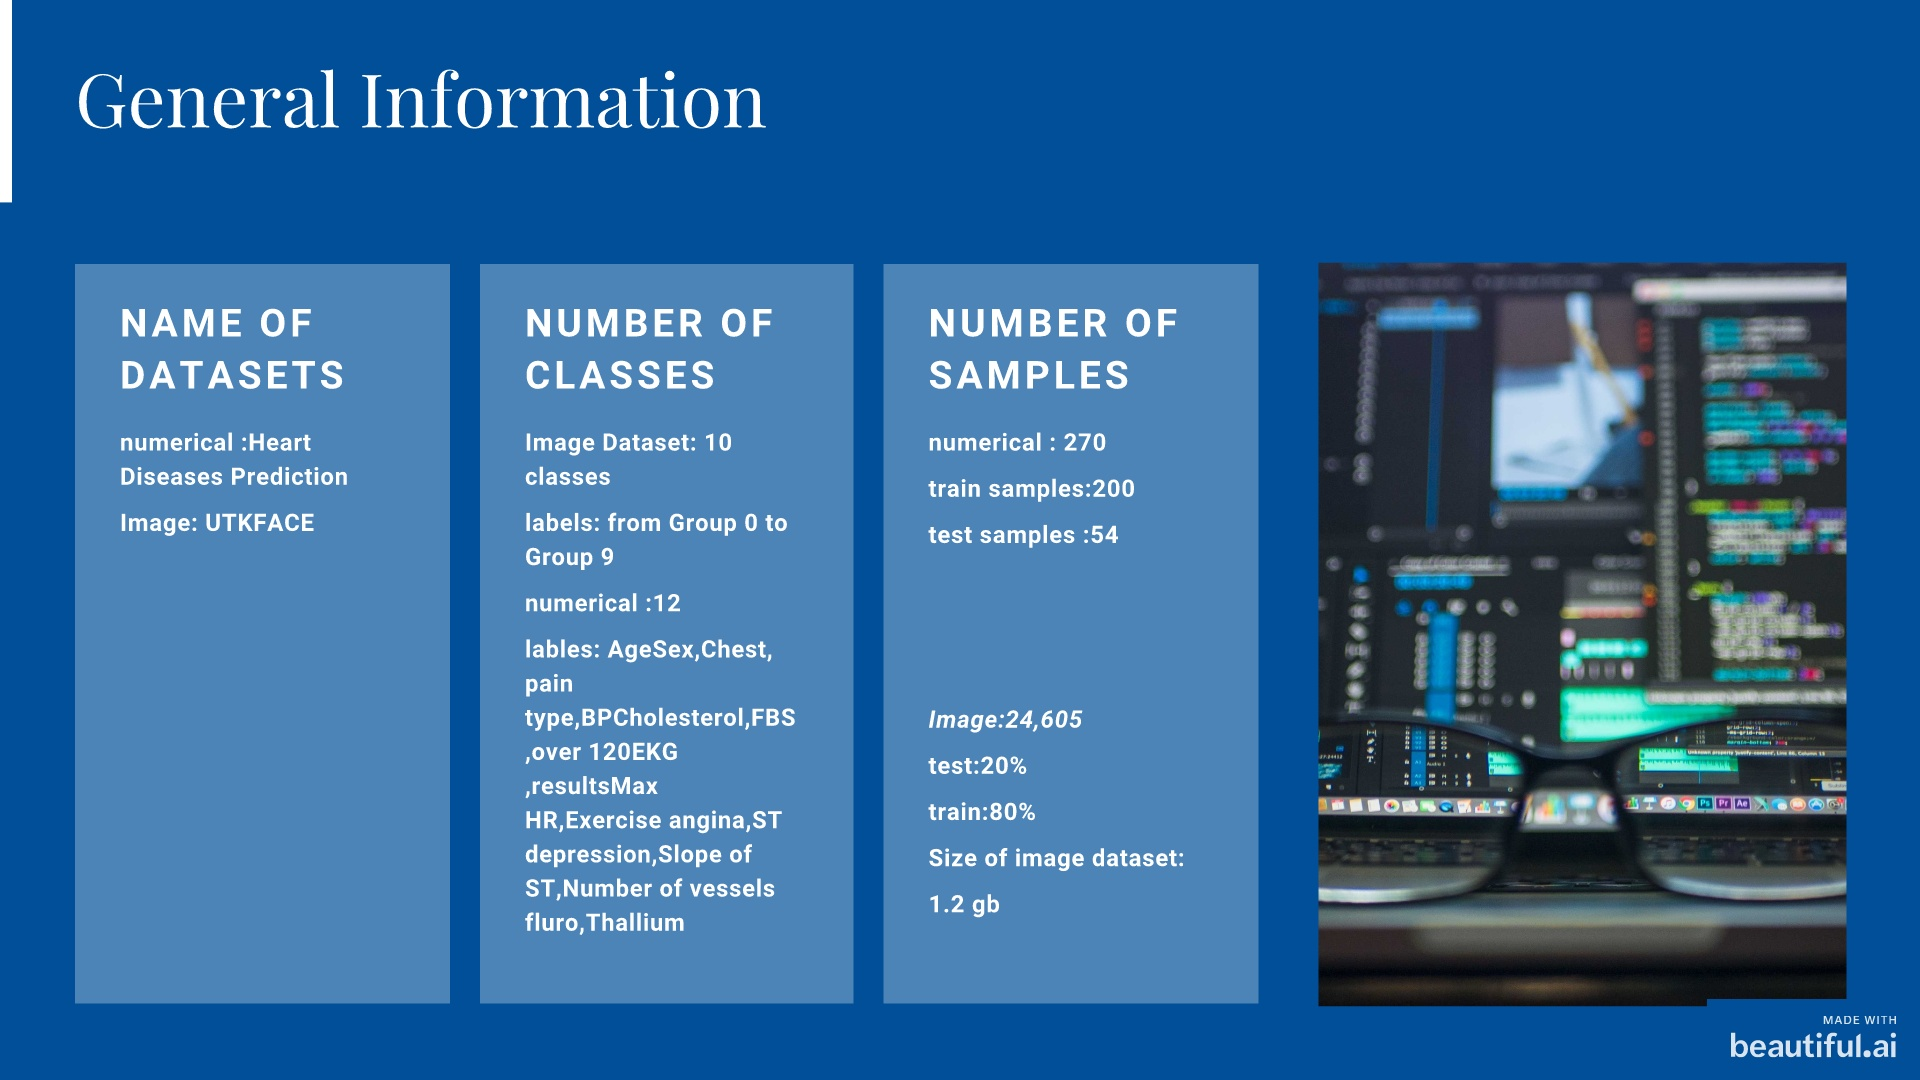 General Information
NAME OF
DATASETS
numerical :Heart
Diseases Prediction
Image: UTKFACE
NUMBER OF
CLASSES
Image Dataset: 10
classes
labels: from Group 0 to
Group 9
numerical :12
lables: AgeSex,Chest,
pain
type,BPCholesterol,FBS
,over 120EKG
,resultsMax
HR,Exercise angina,ST
depression,Slope of
ST,Number of vessels
fluro,Thallium
NUMBER OF
SAMPLES
numerical : 270
train samples:200
test samples :54
Image:24,605
test:20%
train:80%
Size of image dataset:
1.2 gb
Ps Pr Ae
MADE WITH
beautiful.ai